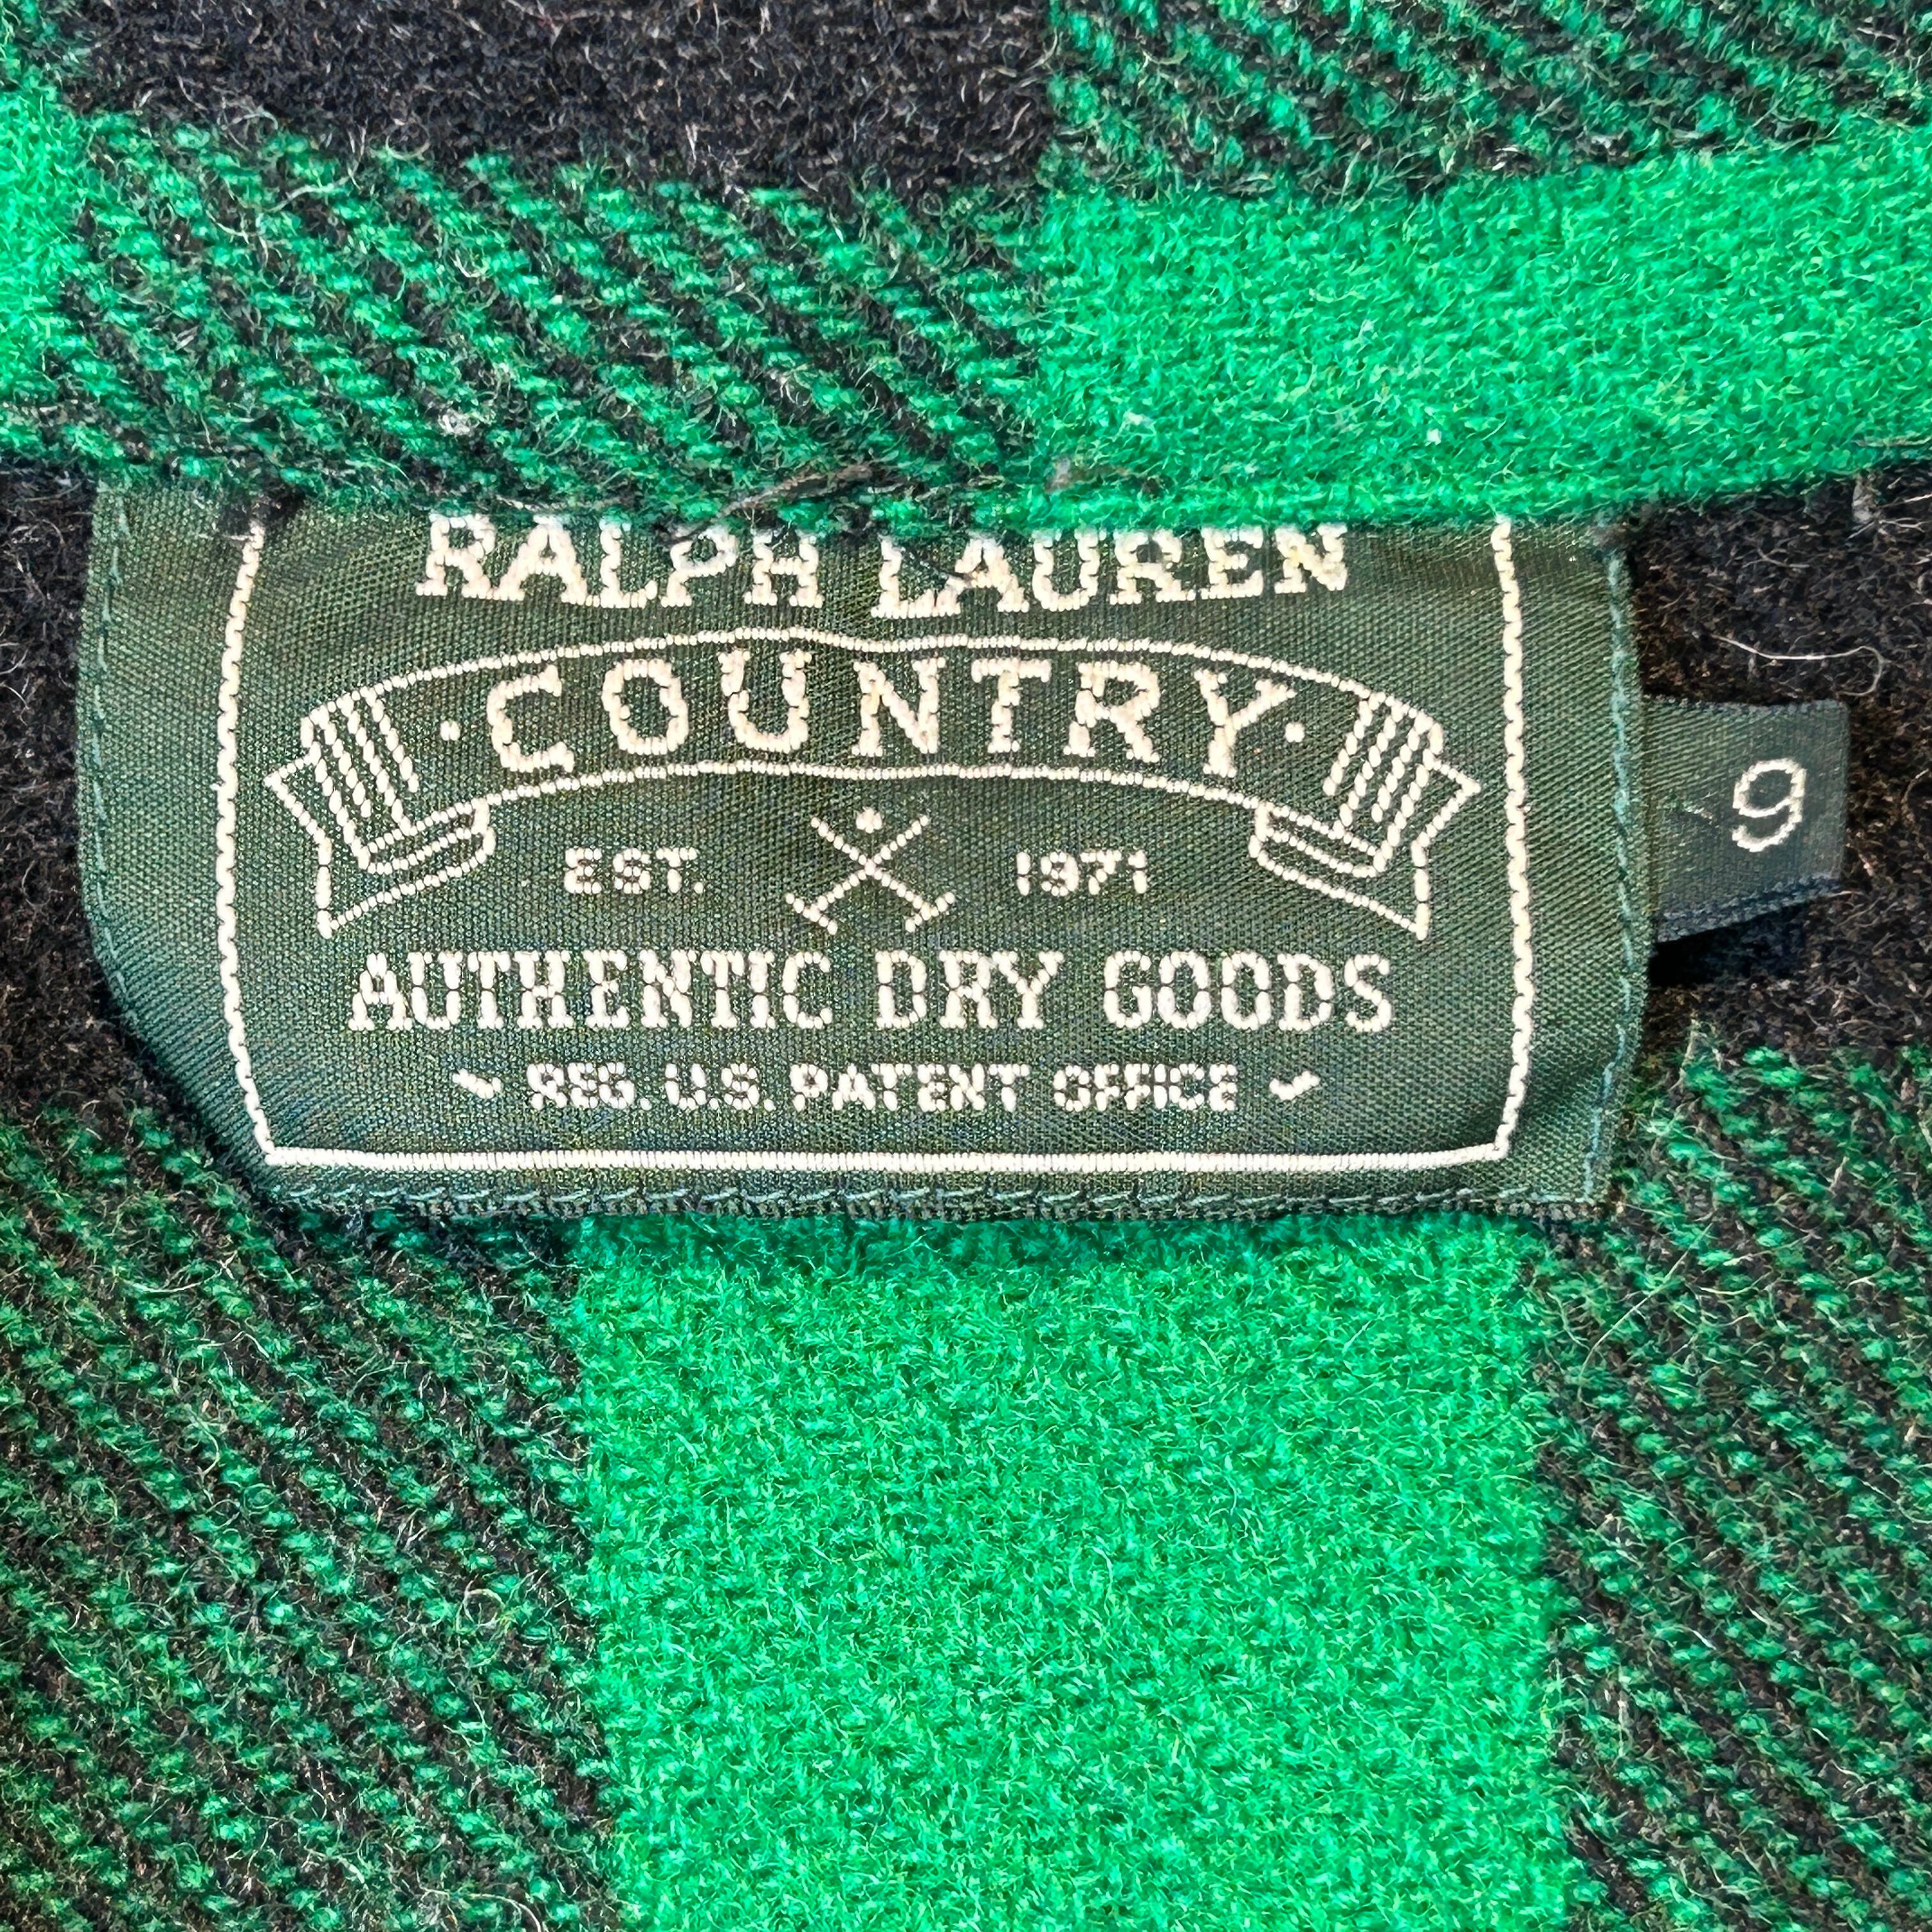 RALPH LAUREN
· COUNTRY ·
EST. 1971
AUTHENTIC DRY GOODS
REG. U.S. PATENT OFFICE
9